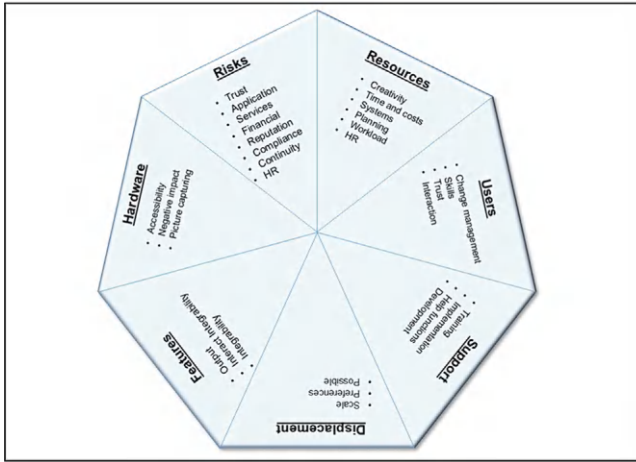 Risks
• Trust
• Application
• Services
• Financial
• Reputation
• Compliance
• Continuity
• HR
Resources
• Creativity
• Time and costs
• Systems
• Planning
• Workload
• HR
Users
• Change management
• Skills
• Trust
• Interaction
Support
• Training
• Implementation
• Help functions
• Development
Displacement
• Scale
• Preferences
• Possible
Features
• Output
• Interact Integrability
• Integrability
Hardware
• Accessibility
• Negative impact
• Picture capturing